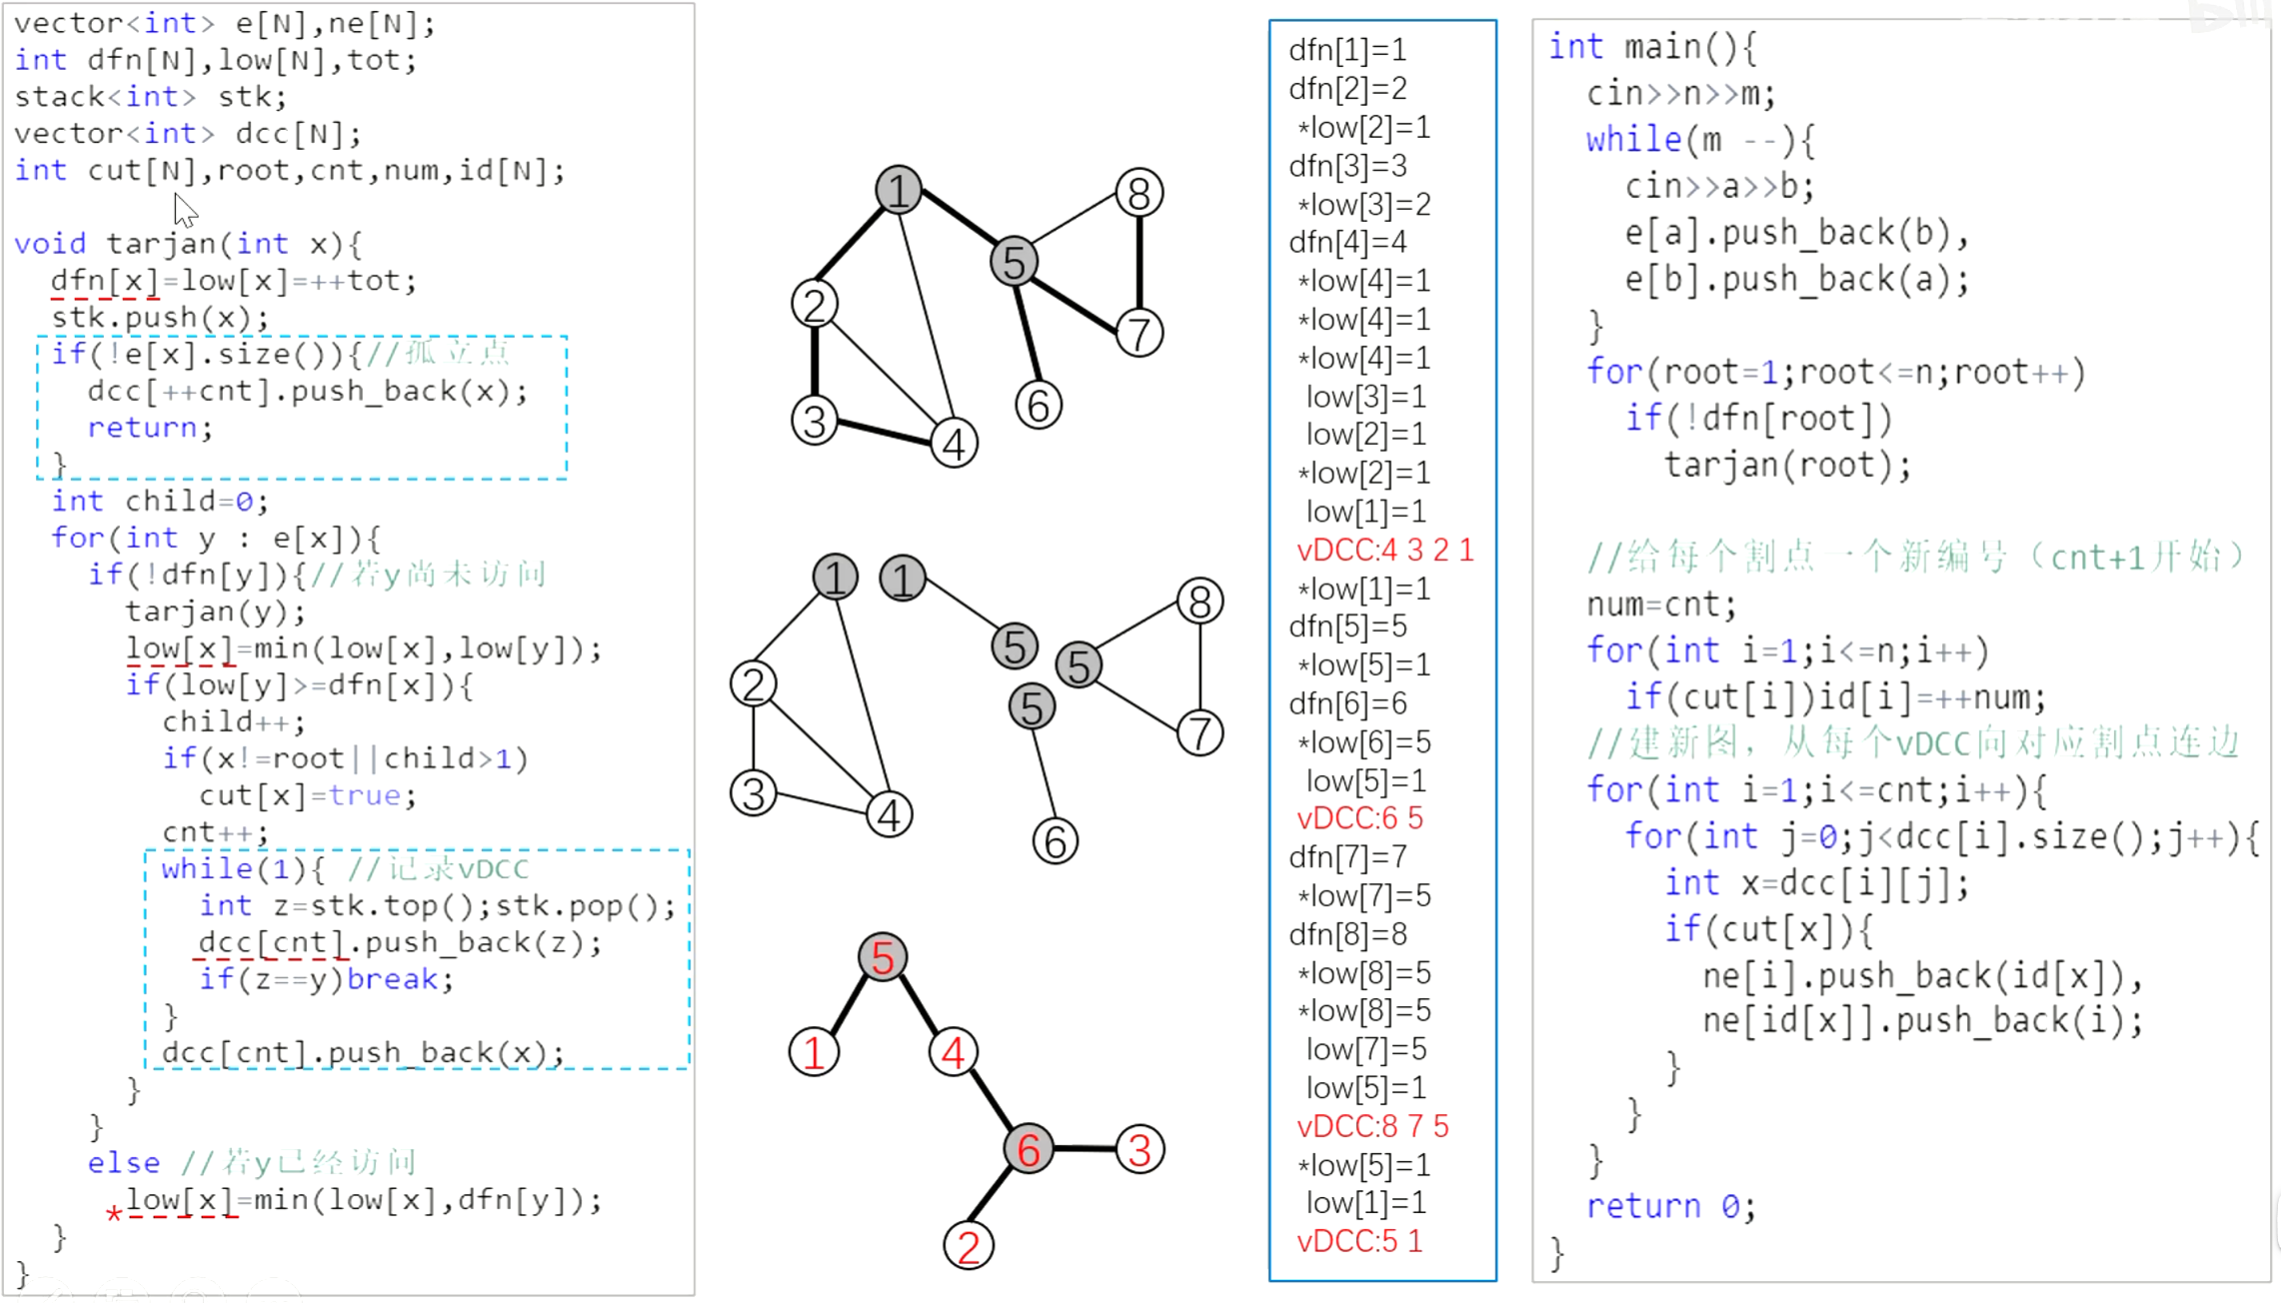 vector<int> e[N],ne[N];
int dfn[N],low[N],tot;
stack<int> stk;
vector<int> dcc[N];
int cut[N],root,cnt,num,id[N];
void tarjan(int x){
dfn[x]=low[x]=++tot;
stk.push(x);
if(!e[x].size()){//孤立点
dcc[++cnt].push_back(x);
return;
}
int child=0;
for(int y : e[x]){
if(!dfn[y]){//若y尚未访问
tarjan(y);
low[x]=min(low[x],low[y]);
if(low[y]>=dfn[x]){
child++;
if(x!=root||child>1)
cut[x]=true;
cnt++;
while(1){ //记录vDCC
int z=stk.top();stk.pop();
dcc[cnt].push_back(z);
if(z==y)break;
}
dcc[cnt].push_back(x);
}
}
else //若y已经访问
*low[x]=min(low[x],dfn[y]);
}
}
1
8
5
2
7
6
3
4
1
1
8
5
5
2
5
7
3
4
6
5
1
4
6
3
2
dfn[1]=1
dfn[2]=2
*low[2]=1
dfn[3]=3
*low[3]=2
dfn[4]=4
*low[4]=1
*low[4]=1
*low[4]=1
low[3]=1
low[2]=1
*low[2]=1
low[1]=1
vDCC:4 3 2 1
*low[1]=1
dfn[5]=5
*low[5]=1
dfn[6]=6
*low[6]=5
low[5]=1
vDCC:6 5
dfn[7]=7
*low[7]=5
dfn[8]=8
*low[8]=5
*low[8]=5
low[7]=5
low[5]=1
vDCC:8 7 5
*low[5]=1
low[1]=1
vDCC:5 1
int main(){
cin>>n>>m;
while(m --){
cin>>a>>b;
e[a].push_back(b),
e[b].push_back(a);
}
for(root=1;root<=n;root++)
if(!dfn[root])
tarjan(root);
//给每个割点一个新编号（cnt+1开始）
num=cnt;
for(int i=1;i<=n;i++)
if(cut[i])id[i]=++num;
//建新图，从每个vDCC向对应割点连边
for(int i=1;i<=cnt;i++){
for(int j=0;j<dcc[i].size();j++){
int x=dcc[i][j];
if(cut[x]){
ne[i].push_back(id[x]),
ne[id[x]].push_back(i);
}
}
}
return 0;
}